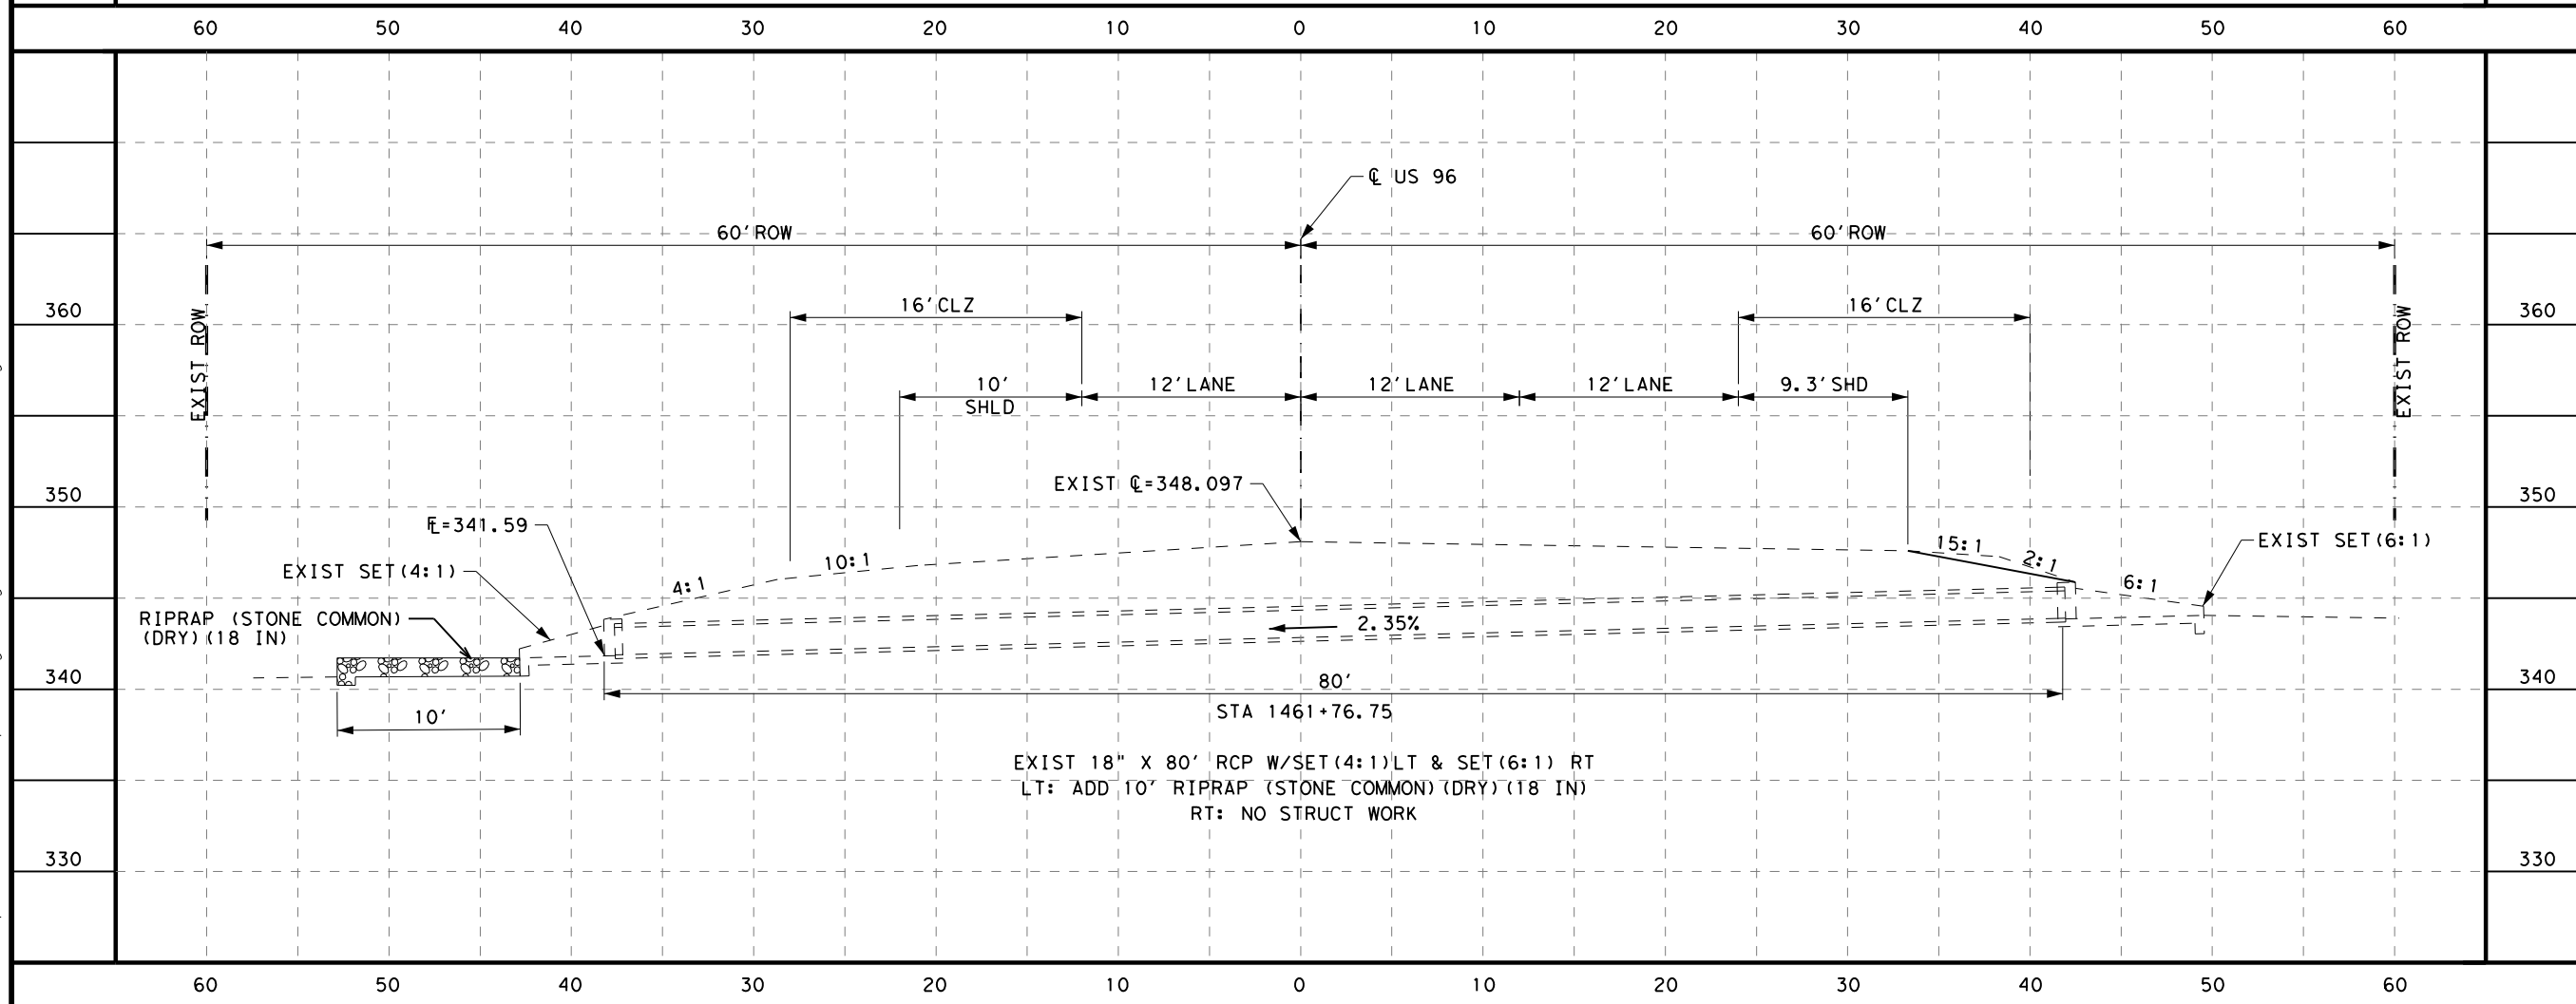 60 50 40 30 20 10 0 10 20 30 40 50 60
℄ US 96
60'ROW 60'ROW
EXIST ROW
EXIST ROW
360 16'CLZ 16'CLZ 360
10' 12'LANE 12'LANE 12'LANE 9.3'SHD
SHLD
350 EXIST ℄=348.097 350
FL=341.59
EXIST SET(4:1) 4:1 10:1 15:1 2:1 6:1 EXIST SET(6:1)
RIPRAP (STONE COMMON)
(DRY)(18 IN)
2.35%
340 80' 340
10' STA 1461+76.75
EXIST 18" X 80' RCP W/SET(4:1)LT & SET(6:1) RT
LT: ADD 10' RIPRAP (STONE COMMON)(DRY)(18 IN)
RT: NO STRUCT WORK
330 330
60 50 40 30 20 10 0 10 20 30 40 50 60